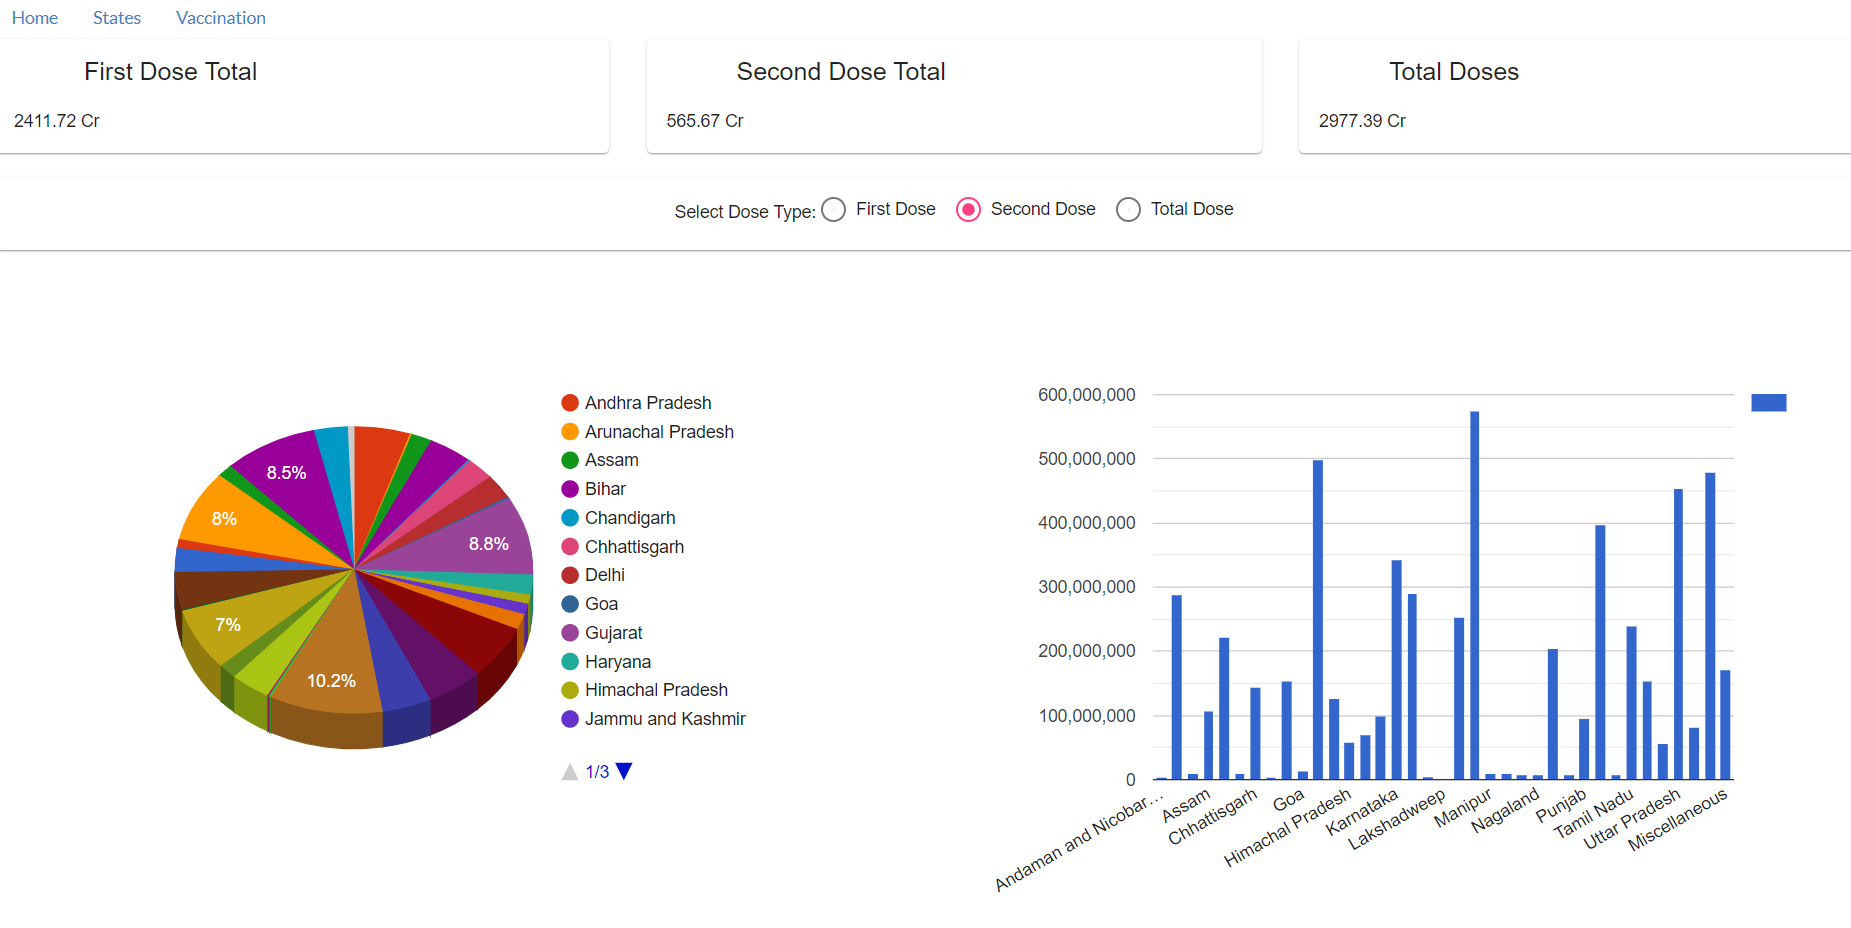 Home States Vaccination
First Dose Total
2411.72 Cr
Second Dose Total
565.67 Cr
Total Doses
2977.39 Cr
Select Dose Type: First Dose Second Dose Total Dose
8.5%
8%
8.8%
7%
10.2%
Andhra Pradesh
Arunachal Pradesh
Assam
Bihar
Chandigarh
Chhattisgarh
Delhi
Goa
Gujarat
Haryana
Himachal Pradesh
Jammu and Kashmir
1/3
600,000,000
500,000,000
400,000,000
300,000,000
200,000,000
100,000,000
0
Andaman and Nicobar…
Assam
Chhattisgarh
Goa
Himachal Pradesh
Karnataka
Lakshadweep
Manipur
Nagaland
Punjab
Tamil Nadu
Uttar Pradesh
Miscellaneous